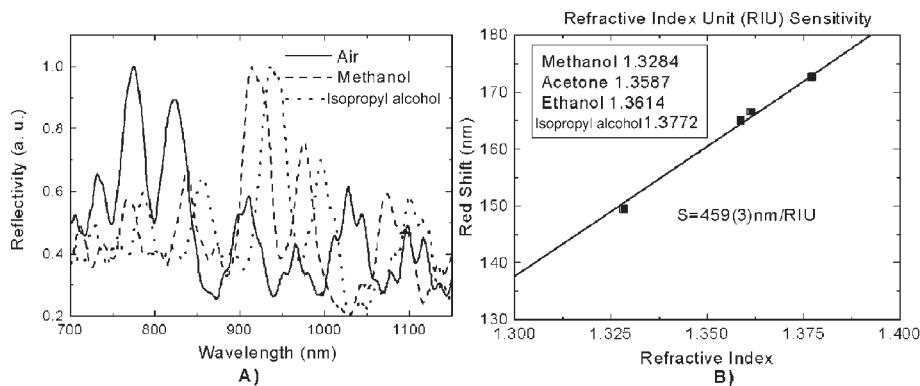 Reflectivity (a. u.)
1.0
0.8
0.6
0.4
0.2
Air
Methanol
Isopropyl alcohol
700 800 900 1000 1100
Wavelength (nm)
A)
Refractive Index Unit (RIU) Sensitivity
Red Shift (nm)
180
170
160
150
140
130
Methanol 1.3284
Acetone 1.3587
Ethanol 1.3614
Isopropyl alcohol 1.3772
S=459(3)nm/RIU
1.300 1.325 1.350 1.375 1.400
Refractive Index
B)